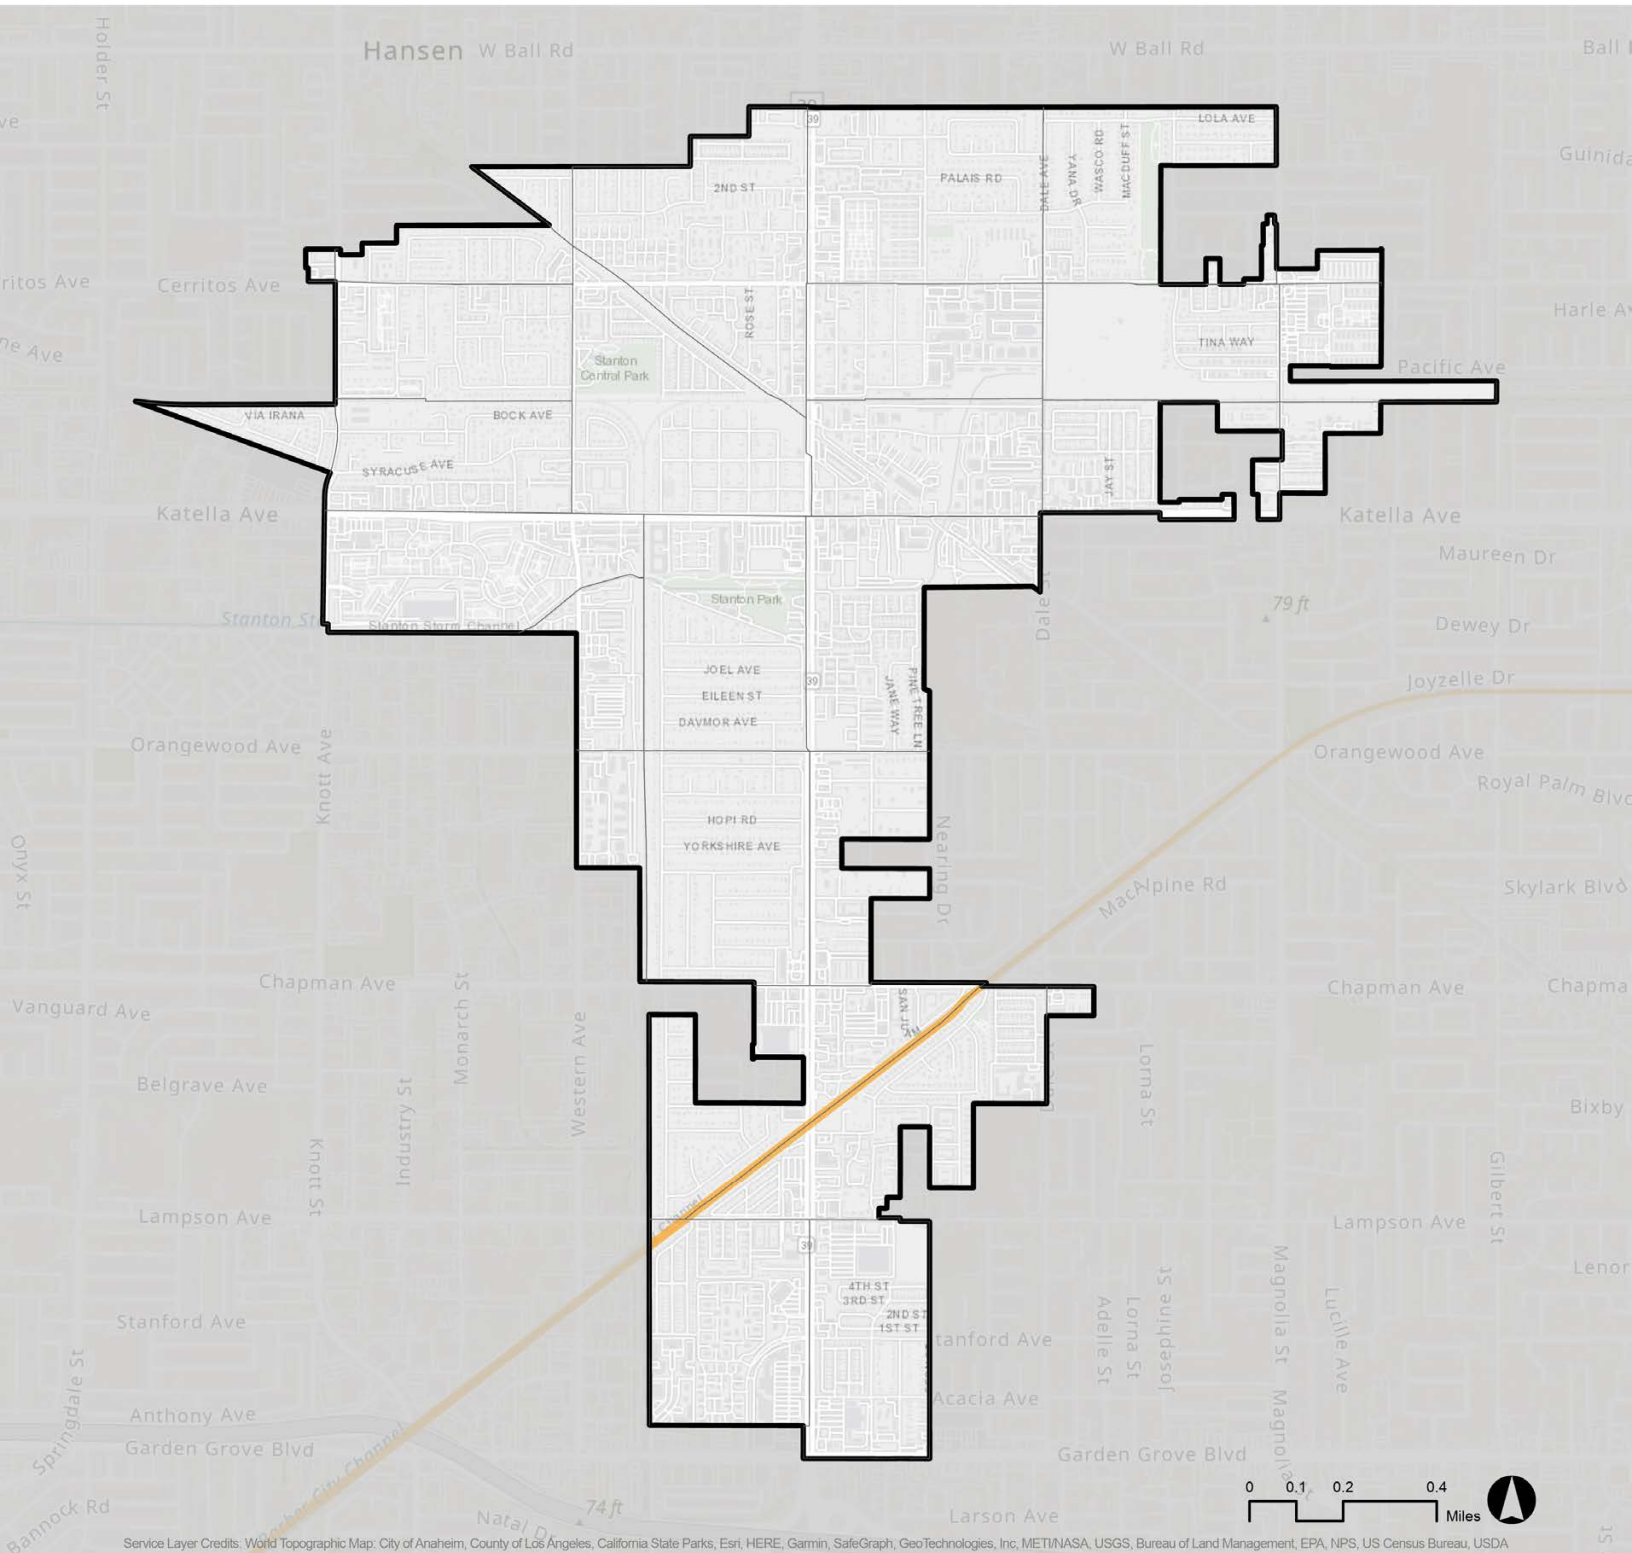 Hansen W Ball Rd
W Ball Rd
Ball
Holder St
39
LOLA AVE
Guinida
2ND ST
PALAIS RD
DALE AVE
YANA DR
WASCO RD
MACDUFF ST
Cerritos Ave
ROSE ST
Harle
TINA WAY
Stanton
Central Park
Pacific Ave
VIA IRANA
BOCK AVE
SYRACUSE AVE
JAY ST
Katella Ave
Katella Ave
Maureen Dr
Stanton Park
79 ft
Stanton Storm Channel
Dewey Dr
JOEL AVE
EILEEN ST
DAVMOR AVE
39
JANE WAY
PINE TREE LN
Joyzelle Dr
Orangewood Ave
Knott Ave
Orangewood Ave
Royal Palm Blvd
HOPI RD
YORKSHIRE AVE
Onyx St
Nearing Dr
Skylark Blvd
Chapman Ave
Vanguard Ave
Monarch St
Western Ave
SAN JU
Chapman Ave
Chapma
Belgrave Ave
Industry St
Knott St
Lorna St
Bixby
Gilbert St
Lampson Ave
Channel
Lampson Ave
39
4TH ST
3RD ST
2ND ST
1ST ST
Lenor
Stanford Ave
tanford Ave
Adelle St
Lorna St
Josephine St
Magnolia St
Lucille Ave
Springdale St
Acacia Ave
Anthony Ave
Garden Grove Blvd
Garden Grove Blvd
Magnolia St
Bannock Rd
74 ft
Natal Dr
Larson Ave
0 0.1 0.2 0.4
Miles
Service Layer Credits: World Topographic Map: City of Anaheim, County of Los Angeles, California State Parks, Esri, HERE, Garmin, SafeGraph, GeoTechnologies, Inc, METI/NASA, USGS, Bureau of Land Management, EPA, NPS, US Census Bureau, USDA